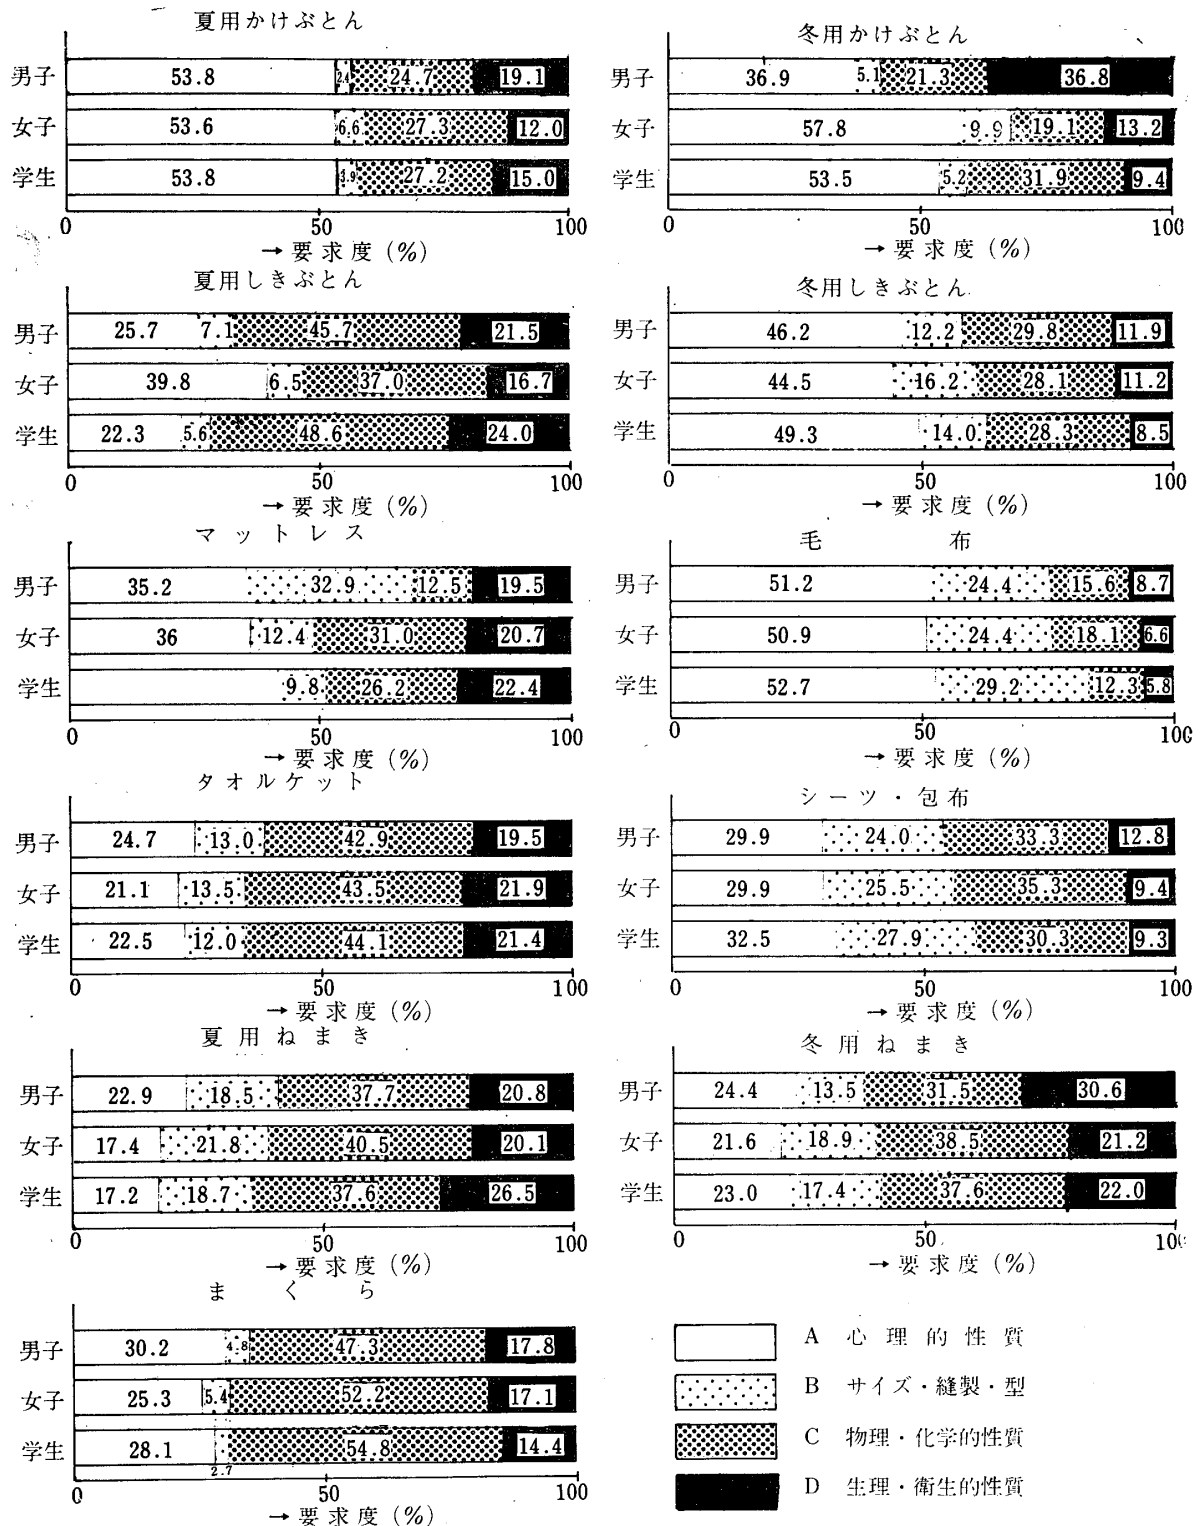 夏用かけぶとん
男子 53.8 2.4 24.7 19.1
女子 53.6 6.6 27.3 12.0
学生 53.8 3.9 27.2 15.0
0 50 100
→要求度(%)
冬用かけぶとん
男子 36.9 5.1 21.3 36.8
女子 57.8 9.9 19.1 13.2
学生 53.5 5.2 31.9 9.4
0 50 100
→要求度(%)
夏用しきぶとん
男子 25.7 7.1 45.7 21.5
女子 39.8 6.5 37.0 16.7
学生 22.3 5.6 48.6 24.0
0 50 100
→要求度(%)
冬用しきぶとん
男子 46.2 12.2 29.8 11.9
女子 44.5 16.2 28.1 11.2
学生 49.3 14.0 28.3 8.5
0 50 100
→要求度(%)
マットレス
男子 35.2 32.9 12.5 19.5
女子 36 12.4 31.0 20.7
学生 9.8 26.2 22.4
0 50 100
→要求度(%)
毛布
男子 51.2 24.4 15.6 8.7
女子 50.9 24.4 18.1 6.6
学生 52.7 29.2 12.3 5.8
0 50 100
→要求度(%)
タオルケット
男子 24.7 13.0 42.9 19.5
女子 21.1 13.5 43.5 21.9
学生 22.5 12.0 44.1 21.4
0 50 100
→要求度(%)
シーツ・包布
男子 29.9 24.0 33.3 12.8
女子 29.9 25.5 35.3 9.4
学生 32.5 27.9 30.3 9.3
0 50 100
→要求度(%)
夏用ねまき
男子 22.9 18.5 37.7 20.8
女子 17.4 21.8 40.5 20.1
学生 17.2 18.7 37.6 26.5
0 50 100
→要求度(%)
冬用ねまき
男子 24.4 13.5 31.5 30.6
女子 21.6 18.9 38.5 21.2
学生 23.0 17.4 37.6 22.0
0 50 100
→要求度(%)
まくら
男子 30.2 4.8 47.3 17.8
女子 25.3 5.4 52.2 17.1
学生 28.1 2.7 54.8 14.4
0 50 100
→要求度(%)
A 心理的性質
B サイズ・縫製・型
C 物理・化学的性質
D 生理・衛生的性質